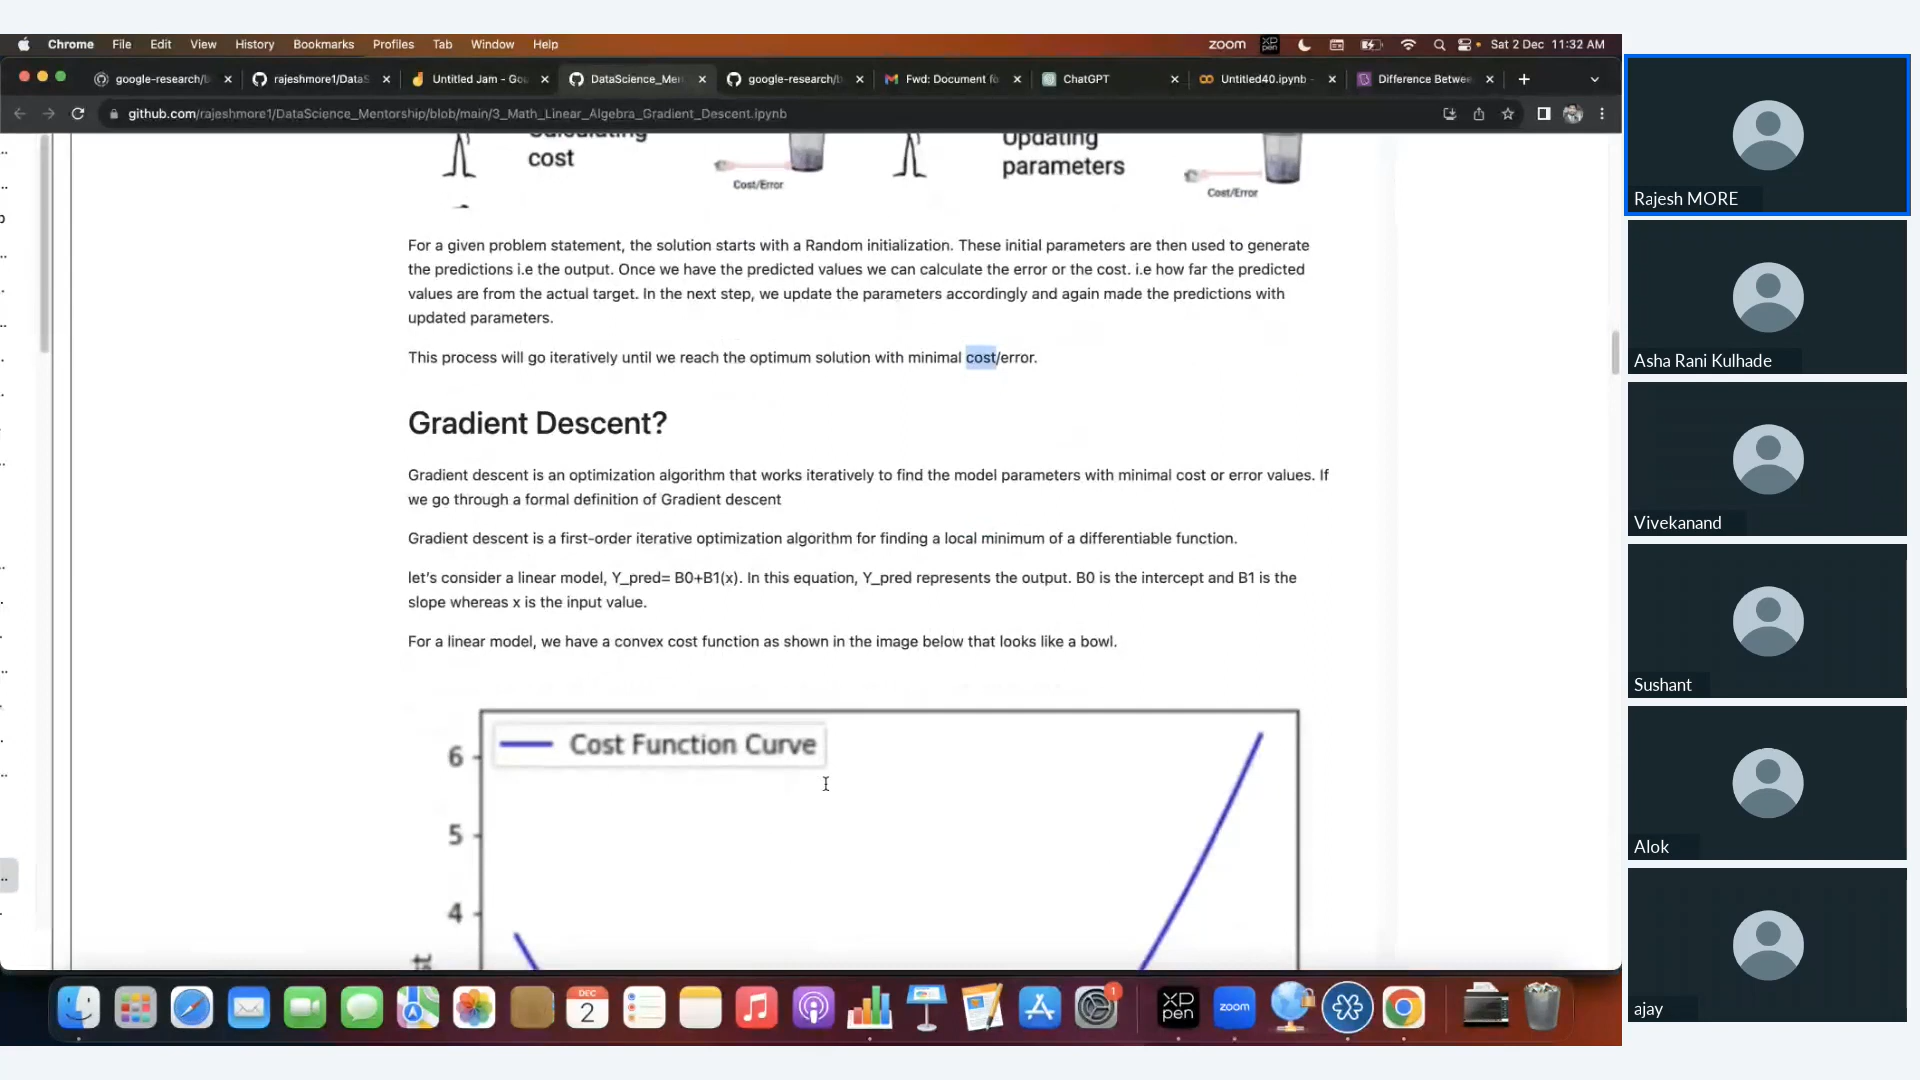 Chrome File Edit View History Bookmarks Profiles Tab Window Help
zoom XP pen Sat 2 Dec 11:32 AM
google-research/b
rajeshmore1/DataS
Untitled Jam - Goo
DataScience_Men
google-research/b
Fwd: Document fo
ChatGPT
Untitled40.ipynb -
Difference Betwee
github.com/rajeshmore1/DataScience_Mentorship/blob/main/3_Math_Linear_Algebra_Gradient_Descent.ipynb
Calculating
cost
Cost/Error
Updating
parameters
Cost/Error
For a given problem statement, the solution starts with a Random initialization. These initial parameters are then used to generate
the predictions i.e the output. Once we have the predicted values we can calculate the error or the cost. i.e how far the predicted
values are from the actual target. In the next step, we update the parameters accordingly and again made the predictions with
updated parameters.
This process will go iteratively until we reach the optimum solution with minimal cost/error.
Gradient Descent?
Gradient descent is an optimization algorithm that works iteratively to find the model parameters with minimal cost or error values. If
we go through a formal definition of Gradient descent
Gradient descent is a first-order iterative optimization algorithm for finding a local minimum of a differentiable function.
let's consider a linear model, Y_pred= B0+B1(x). In this equation, Y_pred represents the output. B0 is the intercept and B1 is the
slope whereas x is the input value.
For a linear model, we have a convex cost function as shown in the image below that looks like a bowl.
Cost Function Curve
6
5
4
DEC
2
1
XP
pen
zoom
Rajesh MORE
Asha Rani Kulhade
Vivekanand
Sushant
Alok
ajay